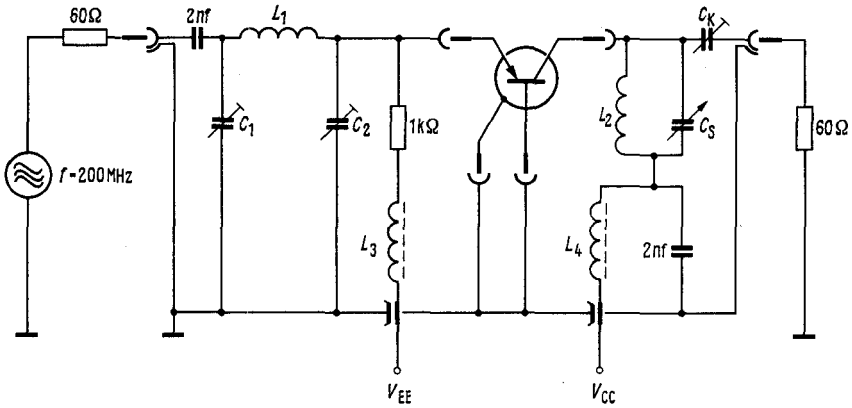 60Ω
2nf
L1
C1
C2
1kΩ
L3
f=200MHz
VEE
CK
L2
CS
60Ω
L4
2nf
VCC